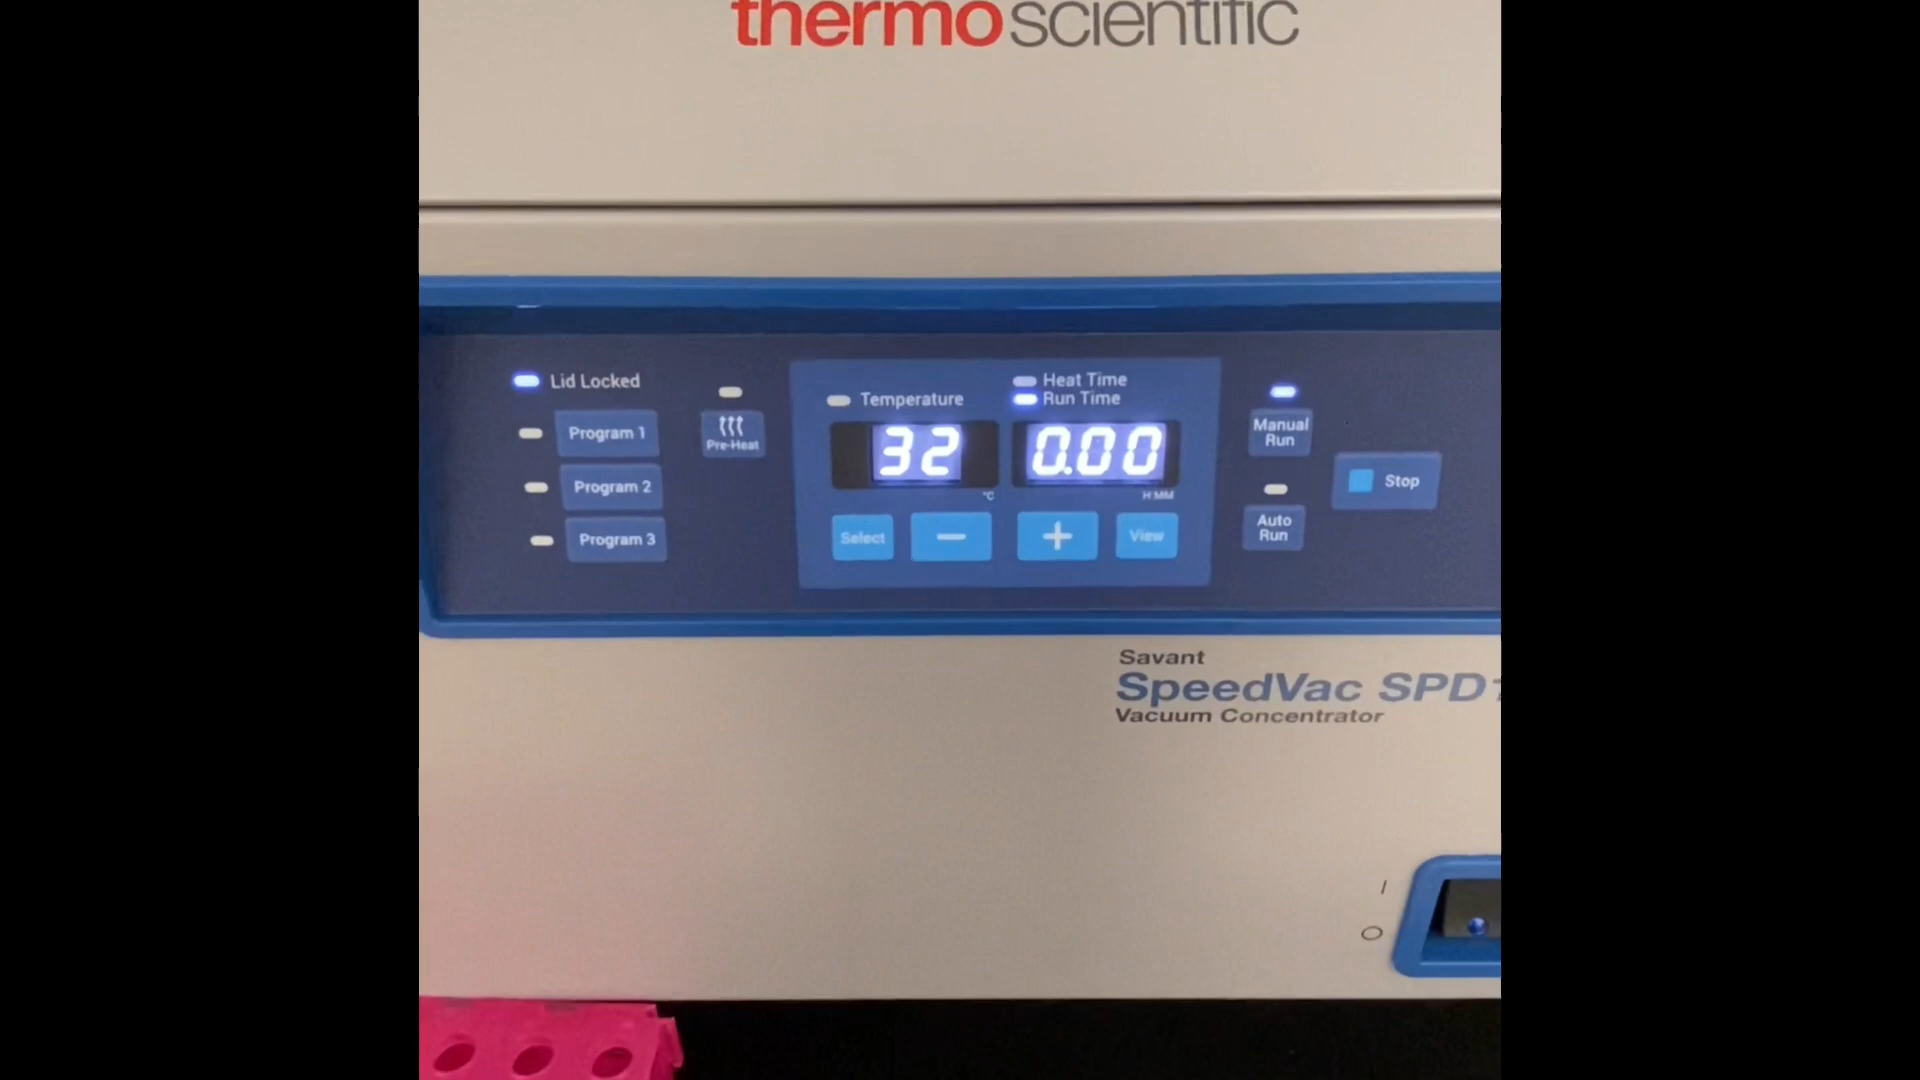 thermo scientific
Lid Locked
Program 1
Program 2
Program 3
Pre-Heat
Temperature
Heat Time
Run Time
32
0.00
°C
H:MM
Select
−
+
View
Manual
Run
Auto
Run
Stop
Savant
SpeedVac SPD
Vacuum Concentrator
I
O